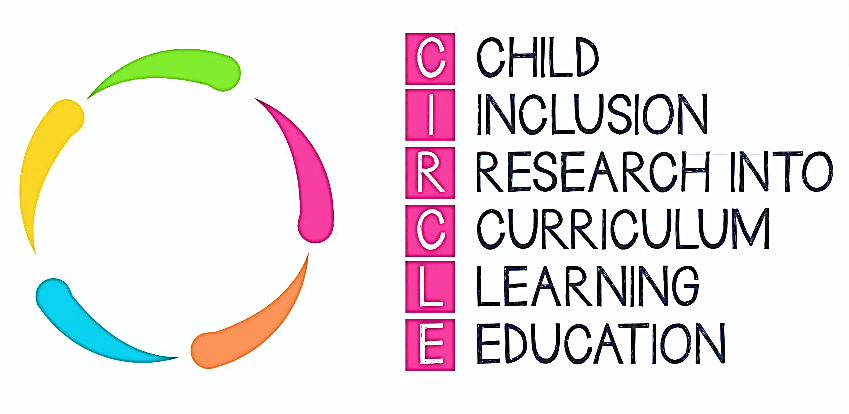 C CHILD
I INCLUSION
R RESEARCH INTO
C CURRICULUM
L LEARNING
E EDUCATION